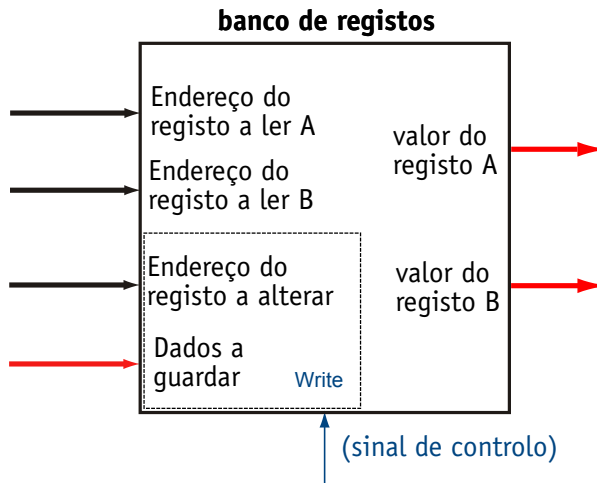 banco de registos
Endereço do
registo a ler A
valor do
registo A
Endereço do
registo a ler B
Endereço do
registo a alterar
valor do
registo B
Dados a
guardar
Write
(sinal de controlo)